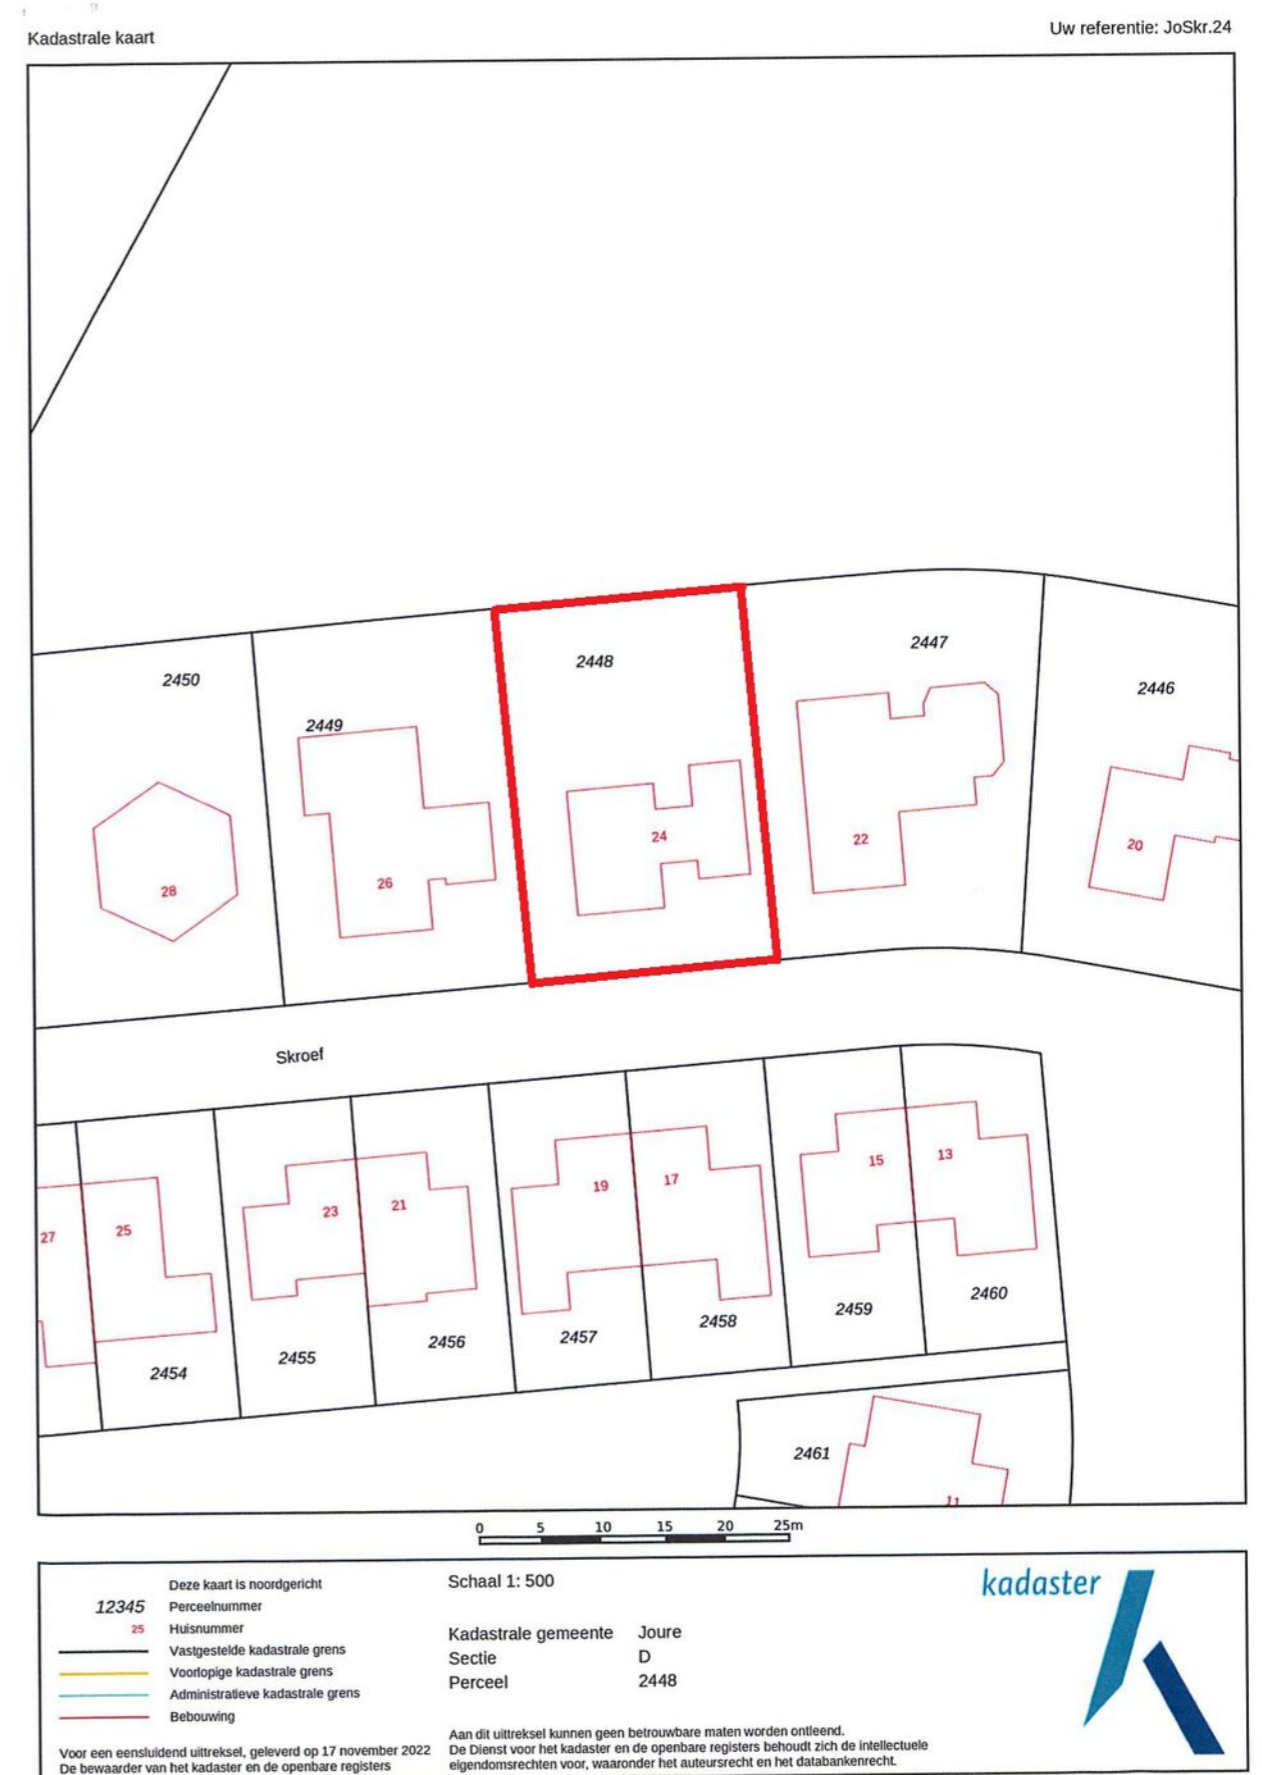 Kadastrale kaart
Uw referentie: JoSkr.24
2450
2449
2448
2447
2446
28
26
24
22
20
Skroef
27
25
23
21
19
17
15
13
2454
2455
2456
2457
2458
2459
2460
2461
11
0 5 10 15 20 25m
Deze kaart is noordgericht
12345 Perceelnummer
25 Huisnummer
Vastgestelde kadastrale grens
Voorlopige kadastrale grens
Administratieve kadastrale grens
Bebouwing
Voor een eensluidend uittreksel, geleverd op 17 november 2022
De bewaarder van het kadaster en de openbare registers
Schaal 1: 500
Kadastrale gemeente Joure
Sectie D
Perceel 2448
Aan dit uittreksel kunnen geen betrouwbare maten worden ontleend.
De Dienst voor het kadaster en de openbare registers behoudt zich de intellectuele
eigendomsrechten voor, waaronder het auteursrecht en het databankenrecht.
kadaster